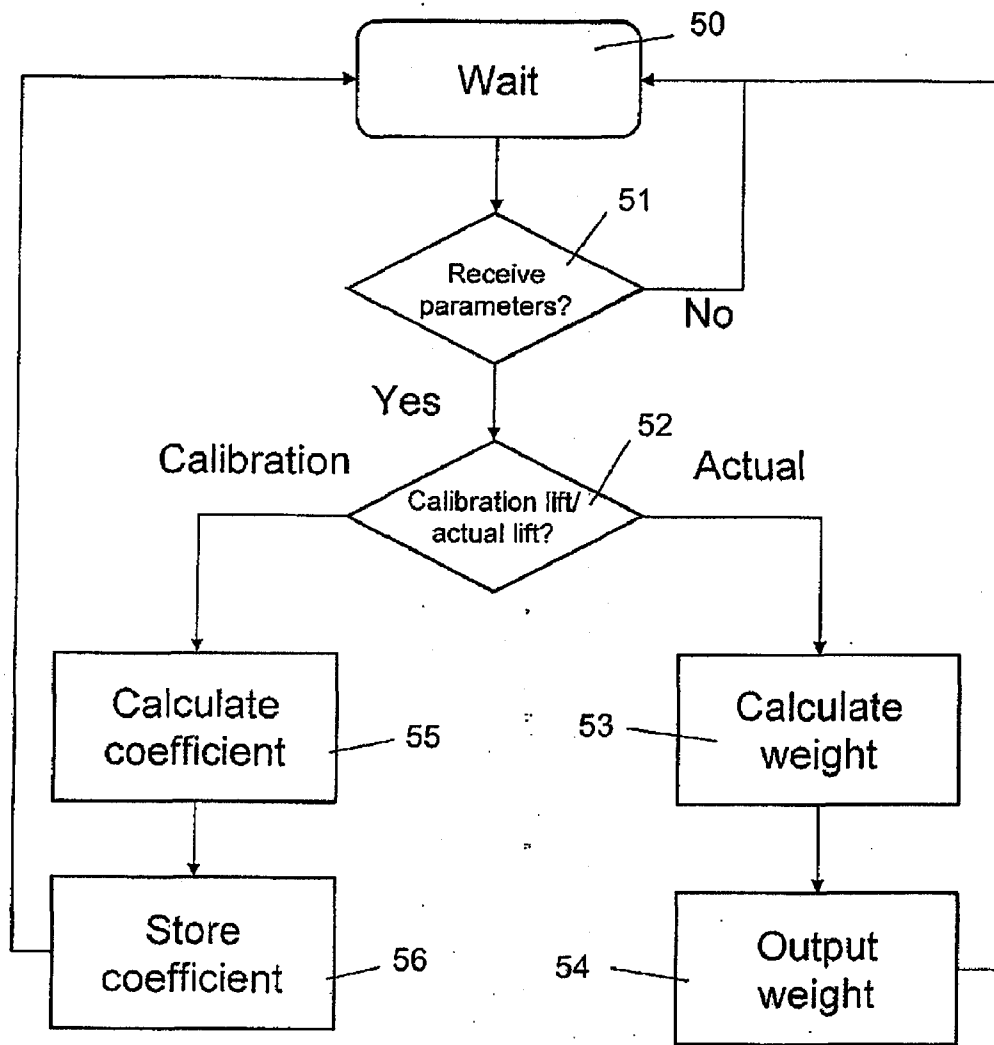 50
Wait
51
Receive
parameters?
No
Yes
52
Calibration
Actual
Calibration lift/
actual lift?
Calculate
coefficient
55
53
Calculate
weight
Store
coefficient
56
54
Output
weight